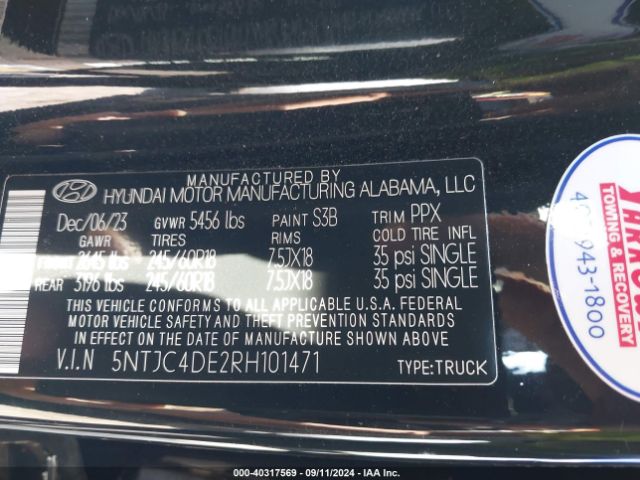 MANUFACTURED BY
HYUNDAI MOTOR MANUFACTURING ALABAMA, LLC
Dec/06/23 GVWR 5456 lbs PAINT S3B TRIM PPX
GAWR TIRES RIMS COLD TIRE INFL
2645 lbs 245/60R18 7.5JX18 35 psi SINGLE
REAR 3196 lbs 245/60R18 7.5JX18 35 psi SINGLE
THIS VEHICLE CONFORMS TO ALL APPLICABLE U.S.A. FEDERAL
MOTOR VEHICLE SAFETY AND THEFT PREVENTION STANDARDS
IN EFFECT ON THE DATE OF MANUFACTURE SHOWN ABOVE.
V.I.N 5NTJC4DE2RH101471 TYPE:TRUCK
TOWING &
RECOVERY
943-1800
000-40317569 - 09/11/2024 - IAA Inc.